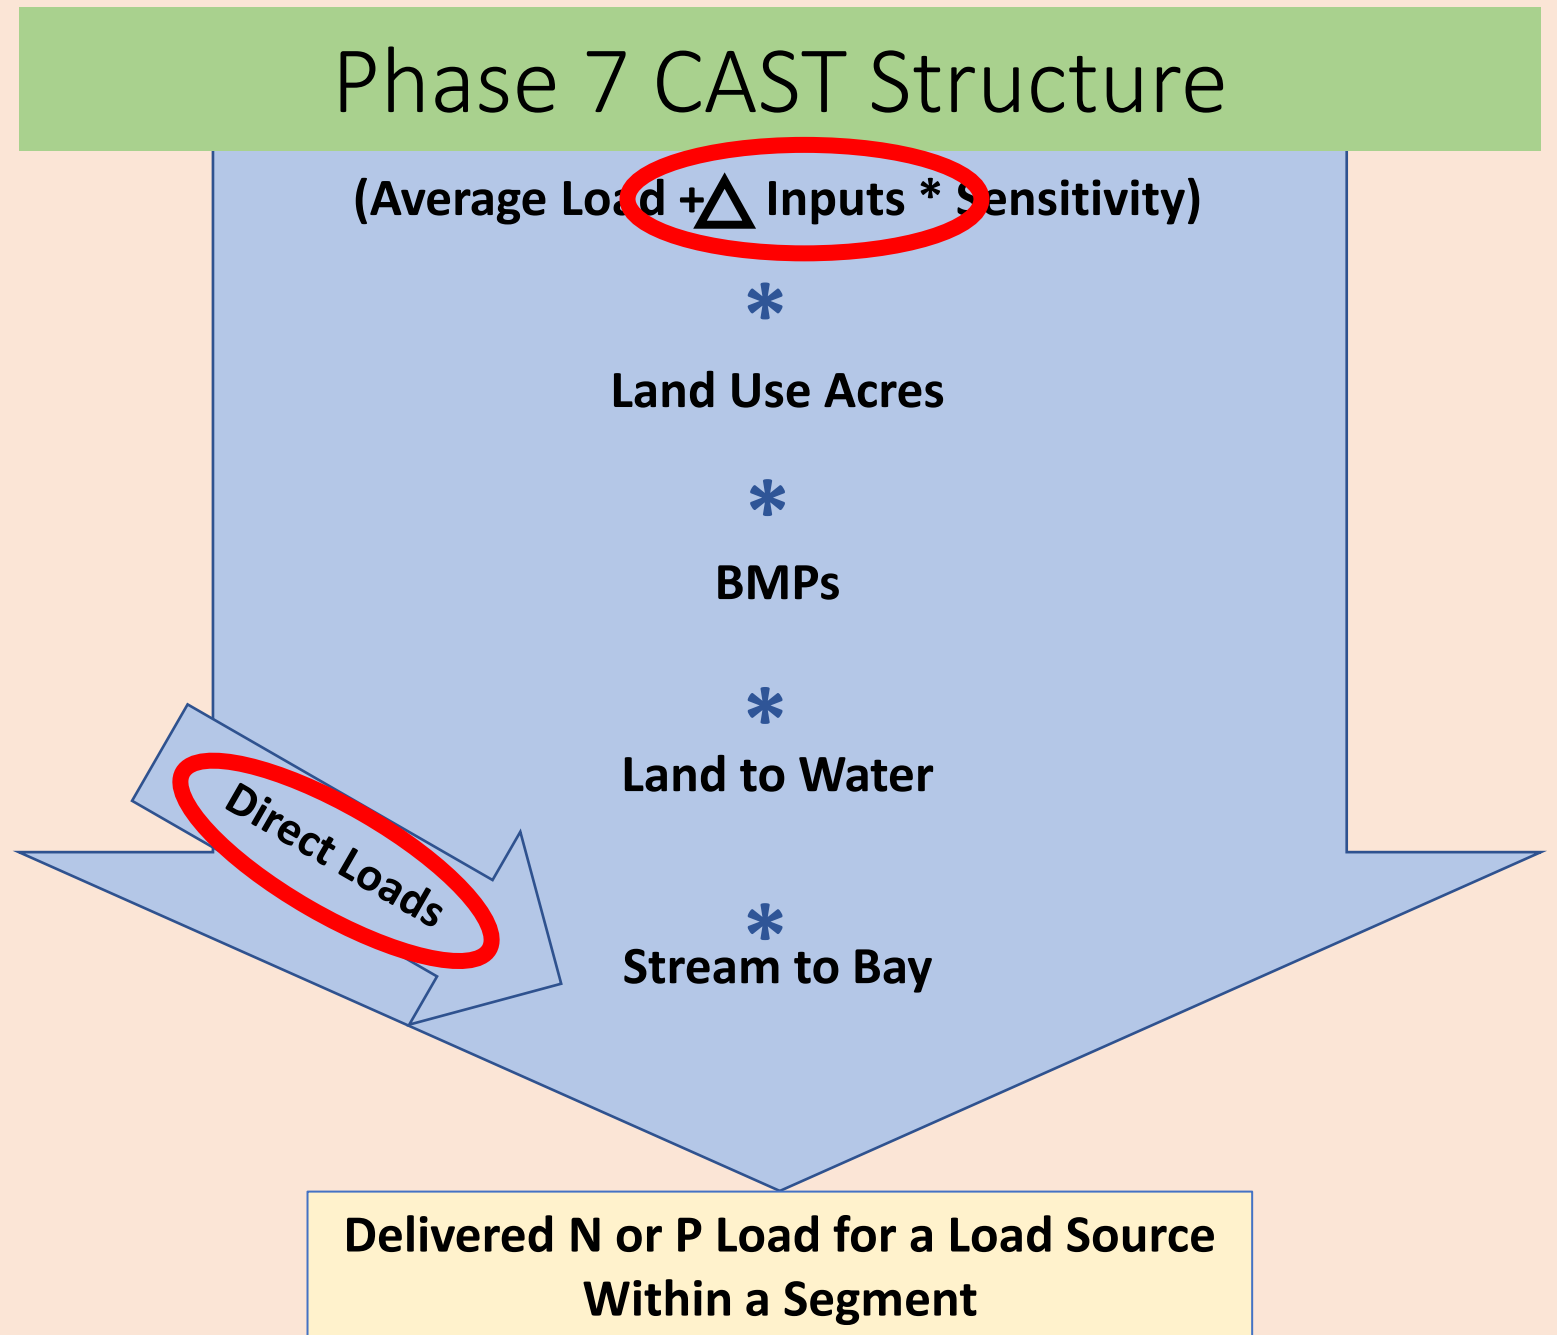 Phase 7 CAST Structure
(Average Load +△ Inputs * Sensitivity)
*
Land Use Acres
*
BMPs
*
Land to Water
Direct Loads
*
Stream to Bay
Delivered N or P Load for a Load Source
Within a Segment